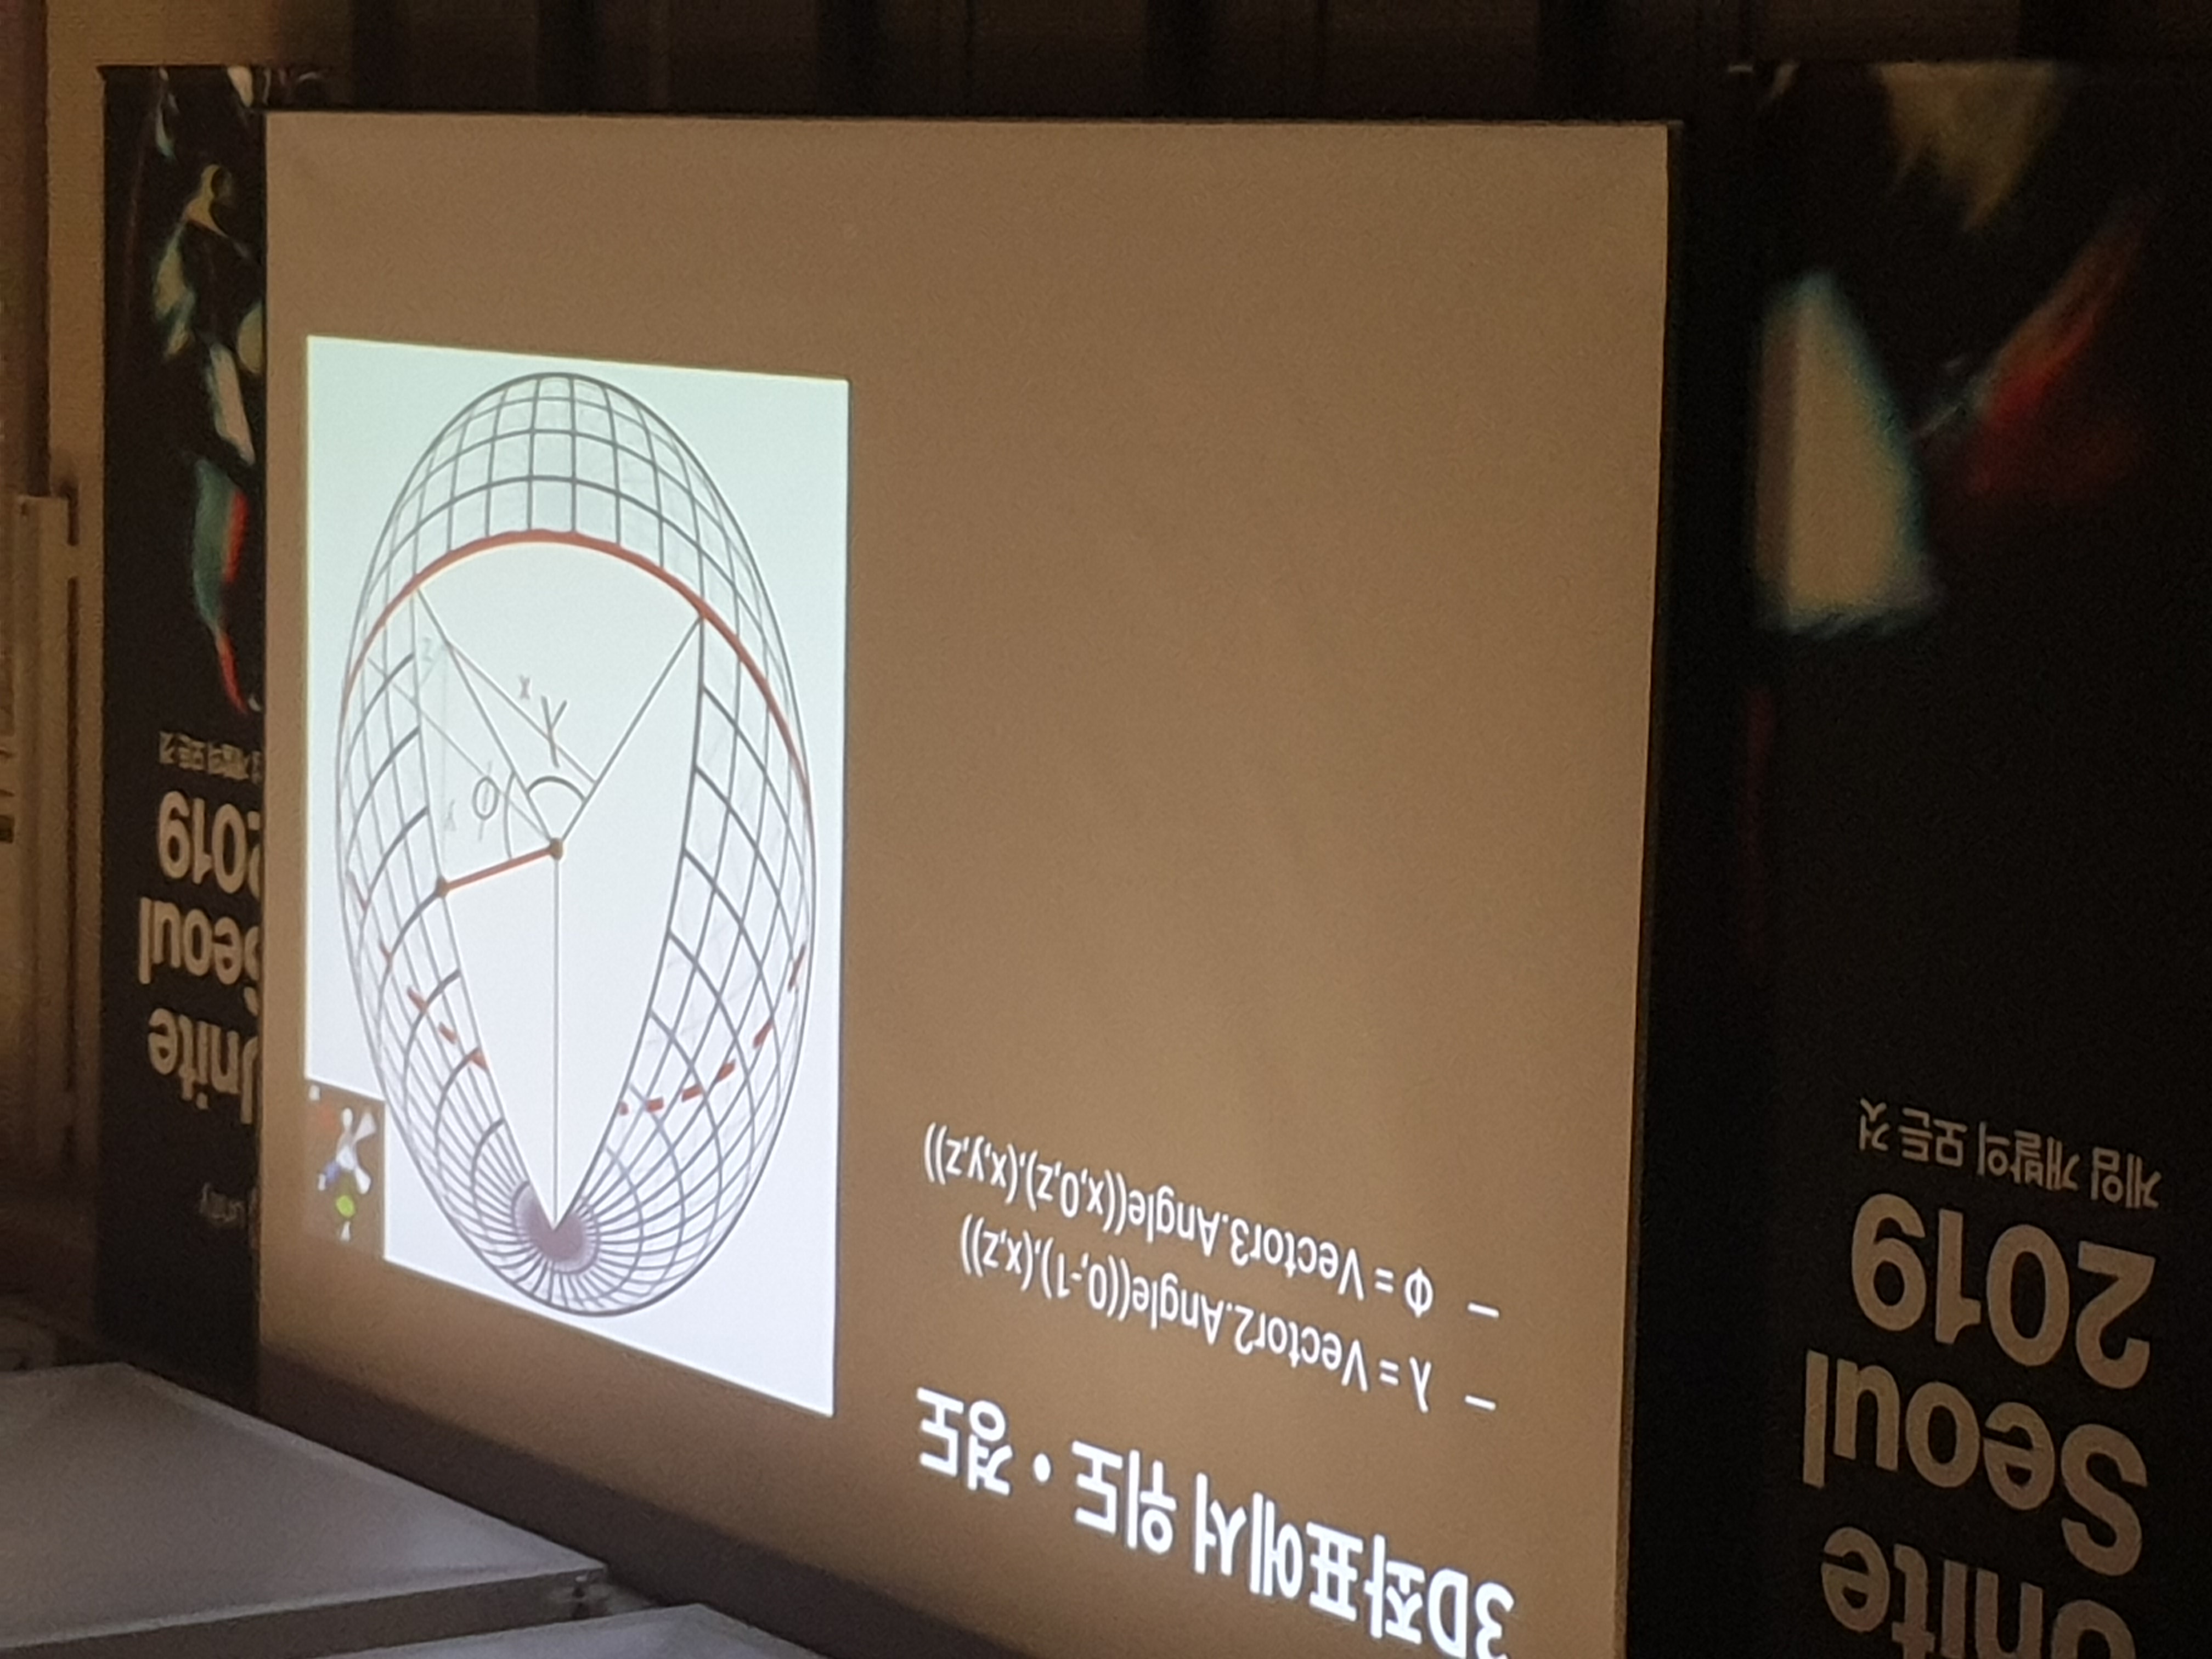 Unite
Seoul
2019
게임 개발의 모든 것
3D좌표에서 위도 • 경도
– λ = Vector2.Angle((0,-1),(x,z))
– Φ = Vector3.Angle((x,0,z),(x,y,z))
y
z
ϕ
y
λ
x
z
unity
Unite
Seoul
2019
게임 개발의 모든 것